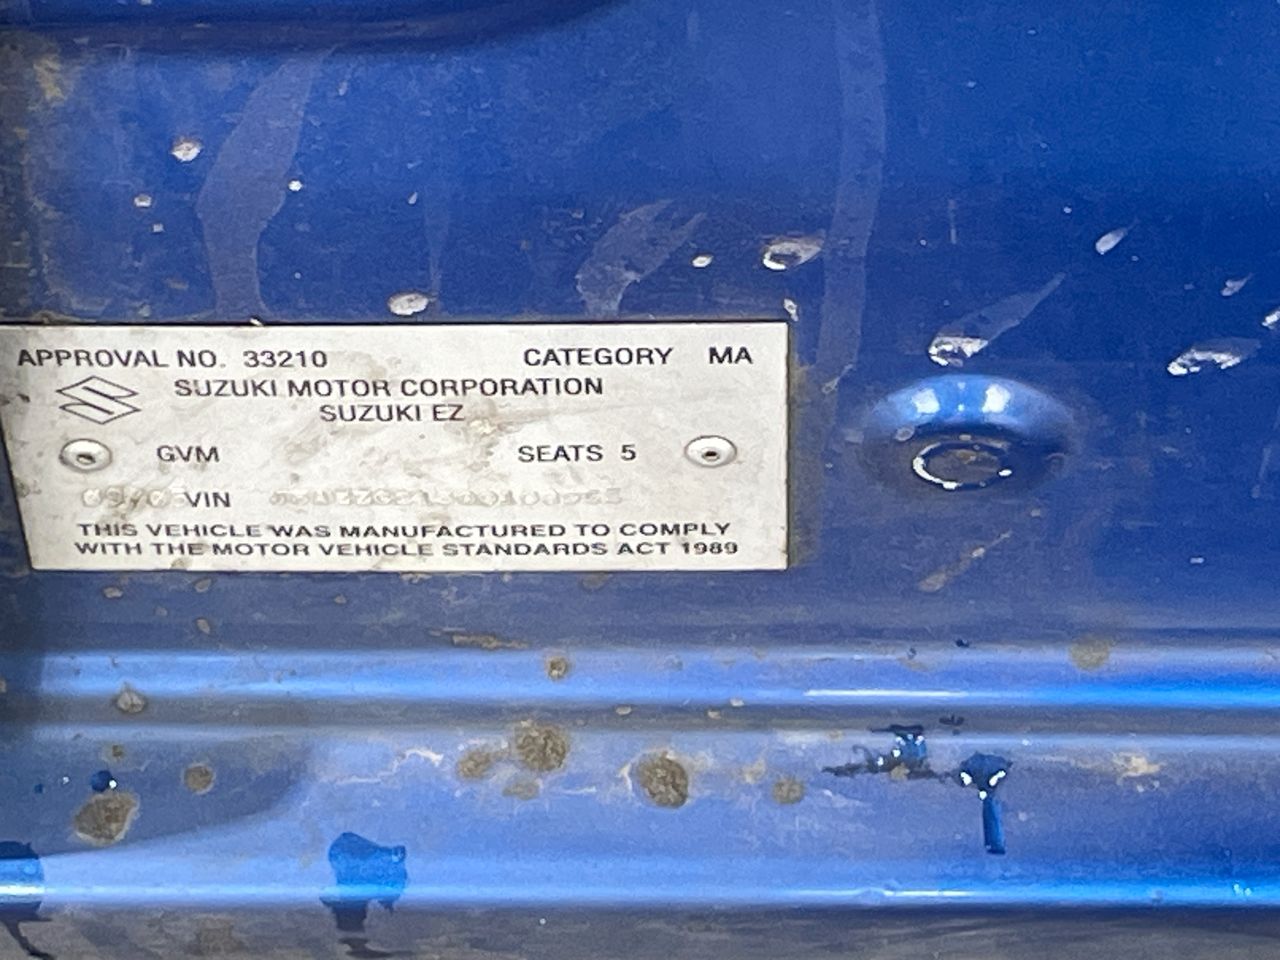 APPROVAL NO. 33210 CATEGORY MA
SUZUKI MOTOR CORPORATION
SUZUKI EZ
GVM SEATS 5
VIN
THIS VEHICLE WAS MANUFACTURED TO COMPLY
WITH THE MOTOR VEHICLE STANDARDS ACT 1989